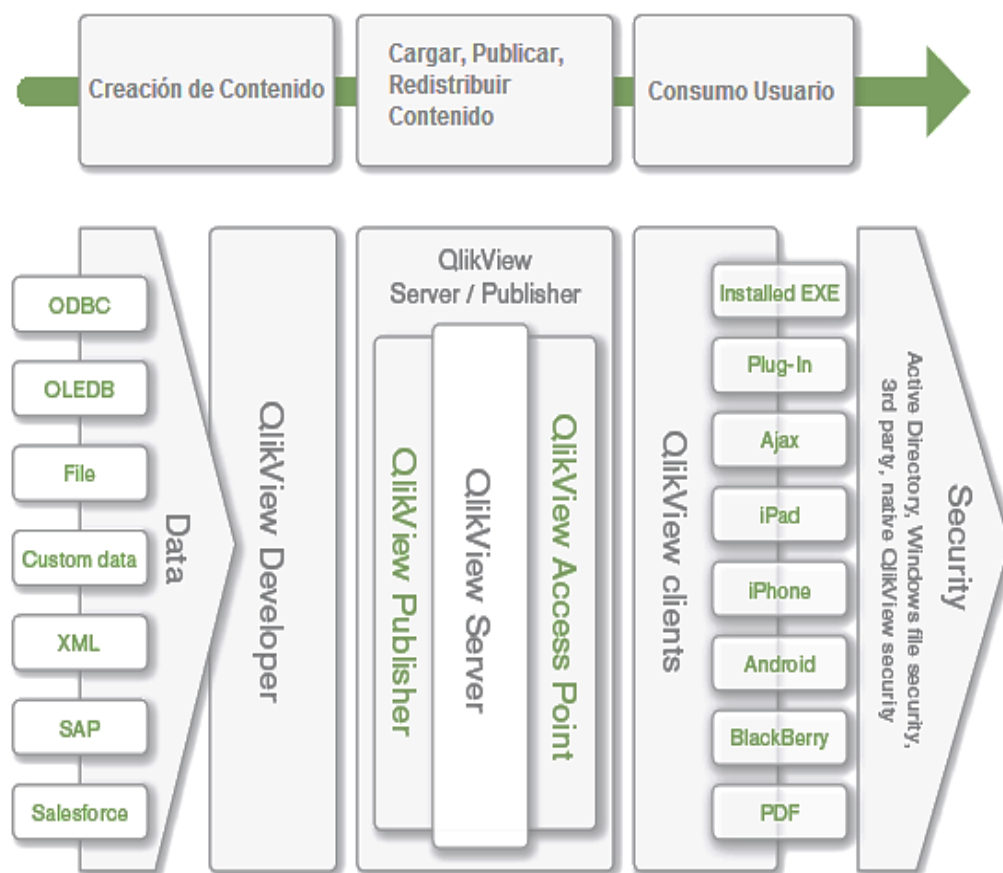 Creación de Contenido
Cargar, Publicar,
Redistribuir
Contenido
Consumo Usuario
ODBC
OLEDB
File
Custom data
XML
SAP
Salesforce
Data
QlikView Developer
QlikView
Server / Publisher
QlikView Publisher
QlikView Server
QlikView Access Point
QlikView clients
Installed EXE
Plug-In
Ajax
iPad
iPhone
Android
BlackBerry
PDF
Security
Active Directory, Windows file security,
3rd party, native QlikView security